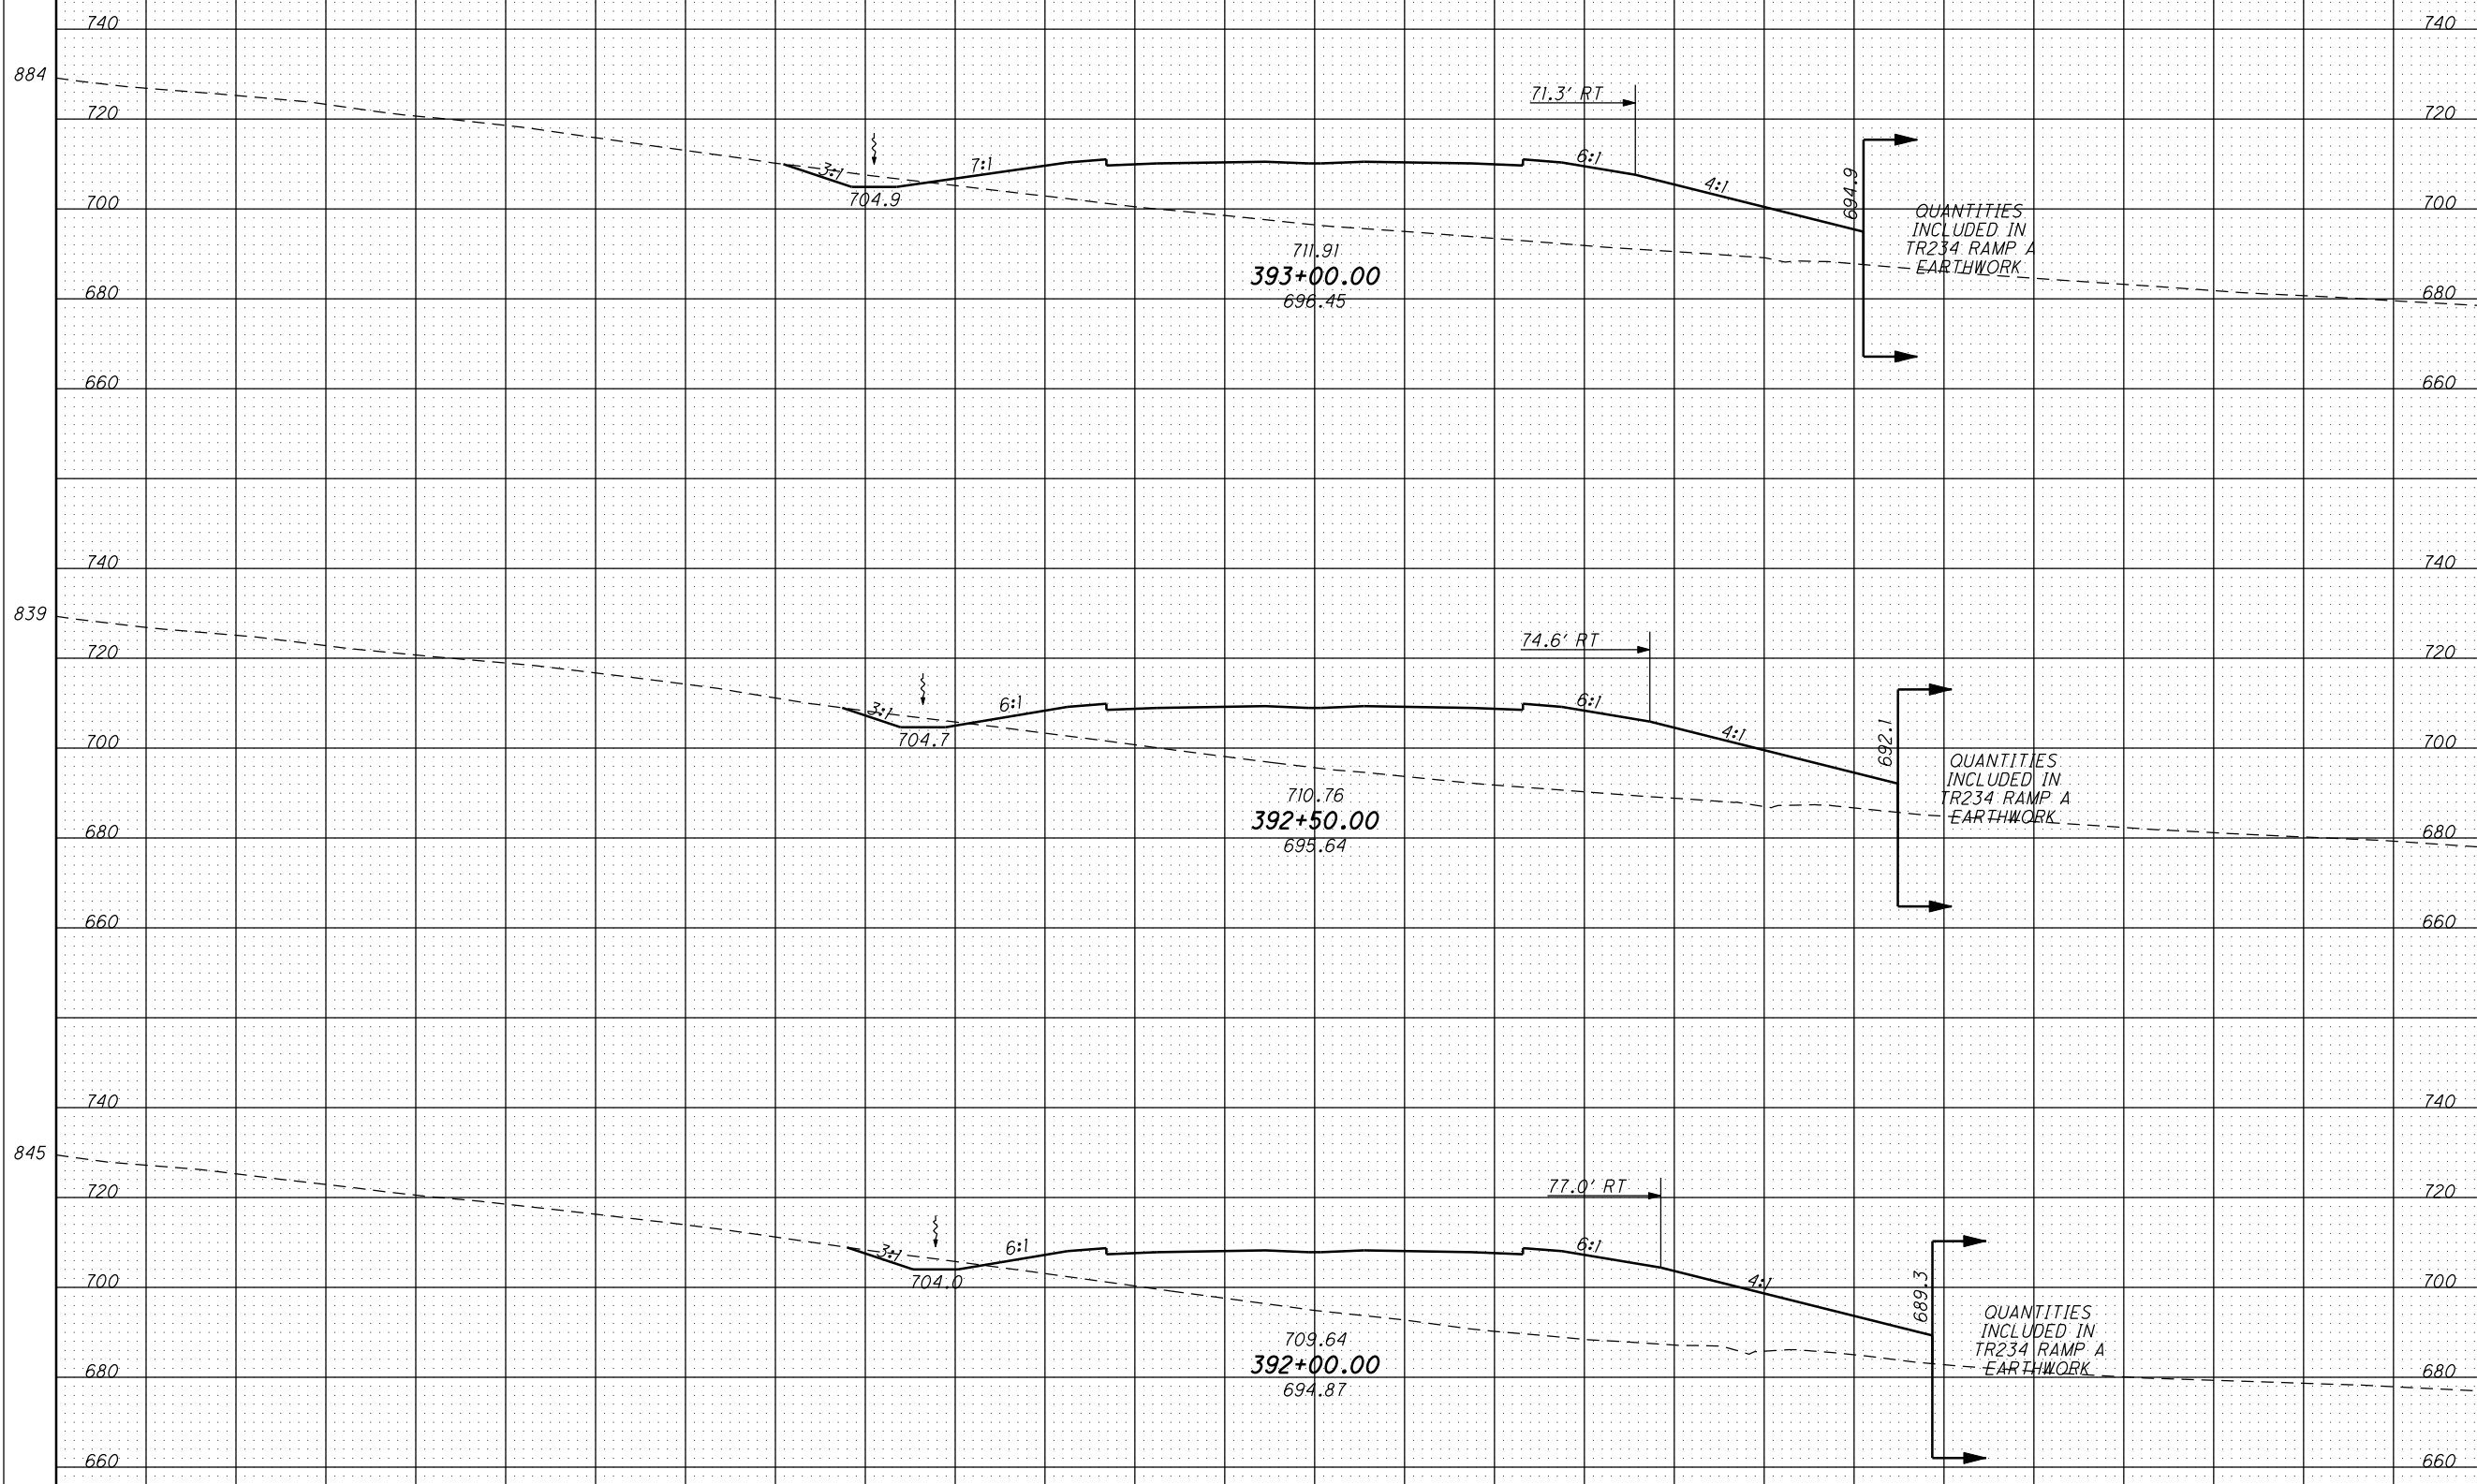 740 740
884
71.3' RT
720 720
3:1 7:1 6:1
4:1
704.9 694.9
700 700
QUANTITIES
INCLUDED IN
TR234 RAMP A
EARTHWORK
711.91
393+00.00
696.45
680 680
660 660
740 740
839
74.6' RT
720 720
3:1 6:1 6:1
4:1
704.7 692.1
700 700
QUANTITIES
INCLUDED IN
TR234 RAMP A
EARTHWORK
710.76
392+50.00
695.64
680 680
660 660
740 740
845
77.0' RT
720 720
3:1 6:1 6:1
4:1
704.0 689.3
700 700
QUANTITIES
INCLUDED IN
TR234 RAMP A
EARTHWORK
709.64
392+00.00
694.87
680 680
660 660